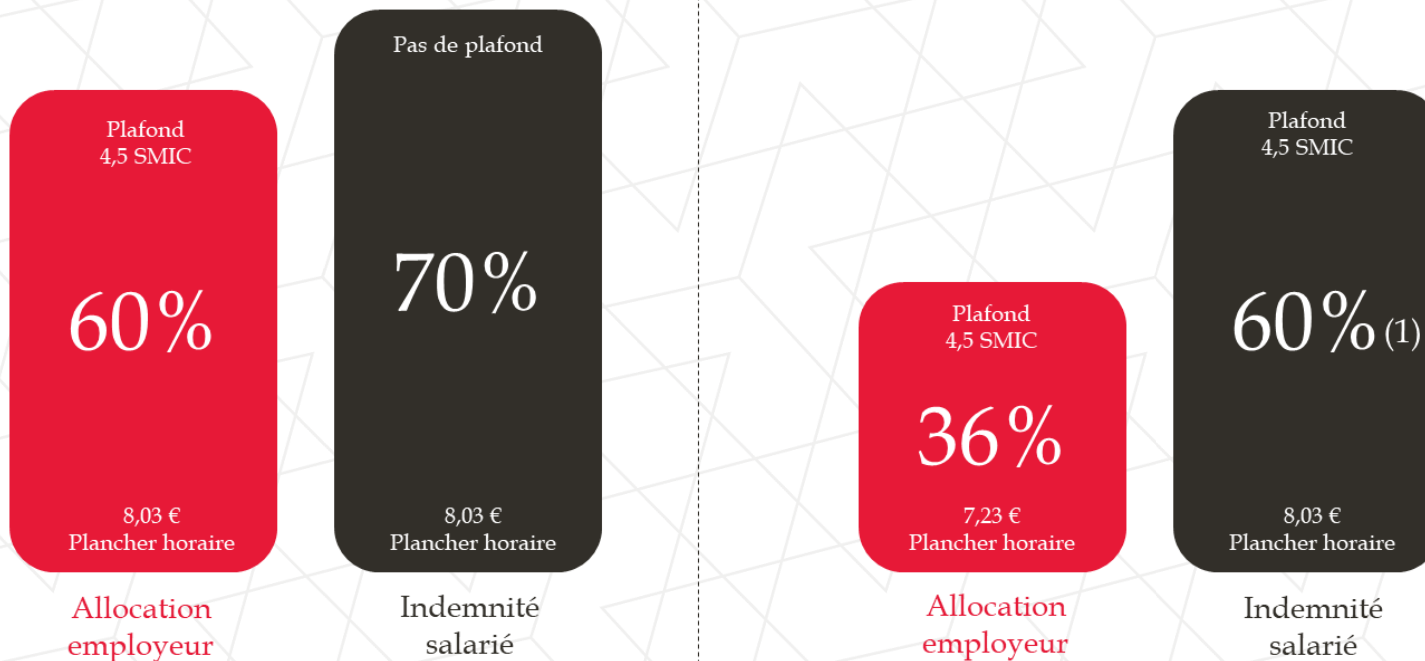 Plafond
4,5 SMIC
60%
8,03 €
Plancher horaire
Allocation
employeur
Pas de plafond
70%
8,03 €
Plancher horaire
Indemnité
salarié
Plafond
4,5 SMIC
36%
7,23 €
Plancher horaire
Allocation
employeur
Plafond
4,5 SMIC
60% (1)
8,03 €
Plancher horaire
Indemnité
salarié